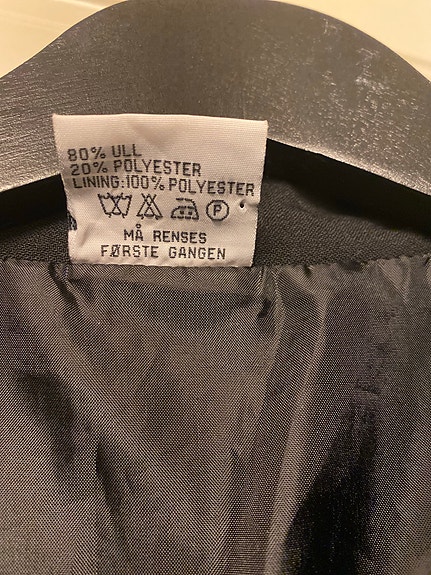 80% ULL
20% POLYESTER
LINING:100% POLYESTER
P
MÅ RENSES
FØRSTE GANGEN